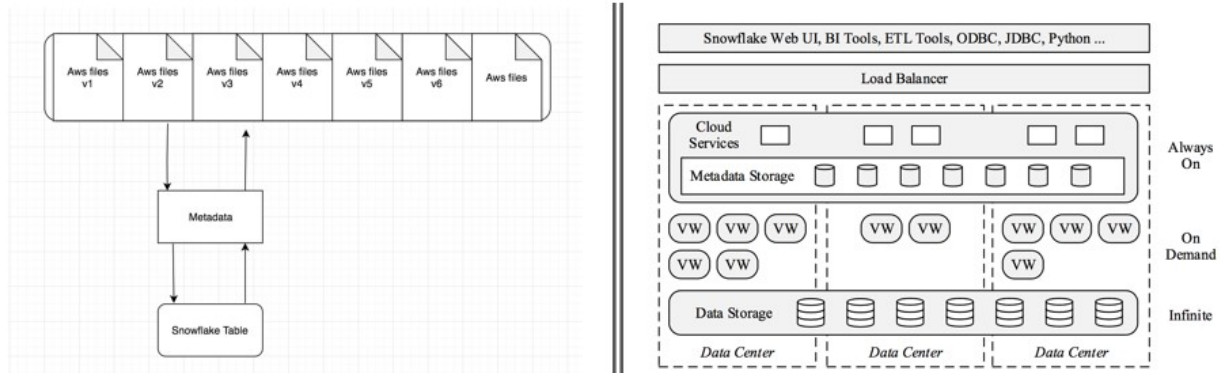 Aws files
v1
Aws files
v2
Aws files
v3
Aws files
v4
Aws files
v5
Aws files
v6
Aws files
Metadata
Snowflake Table
Snowflake Web UI, BI Tools, ETL Tools, ODBC, JDBC, Python ...
Load Balancer
Cloud
Services
Metadata Storage
Always
On
VW VW VW VW VW VW VW VW
VW VW VW
On
Demand
Data Storage
Infinite
Data Center Data Center Data Center